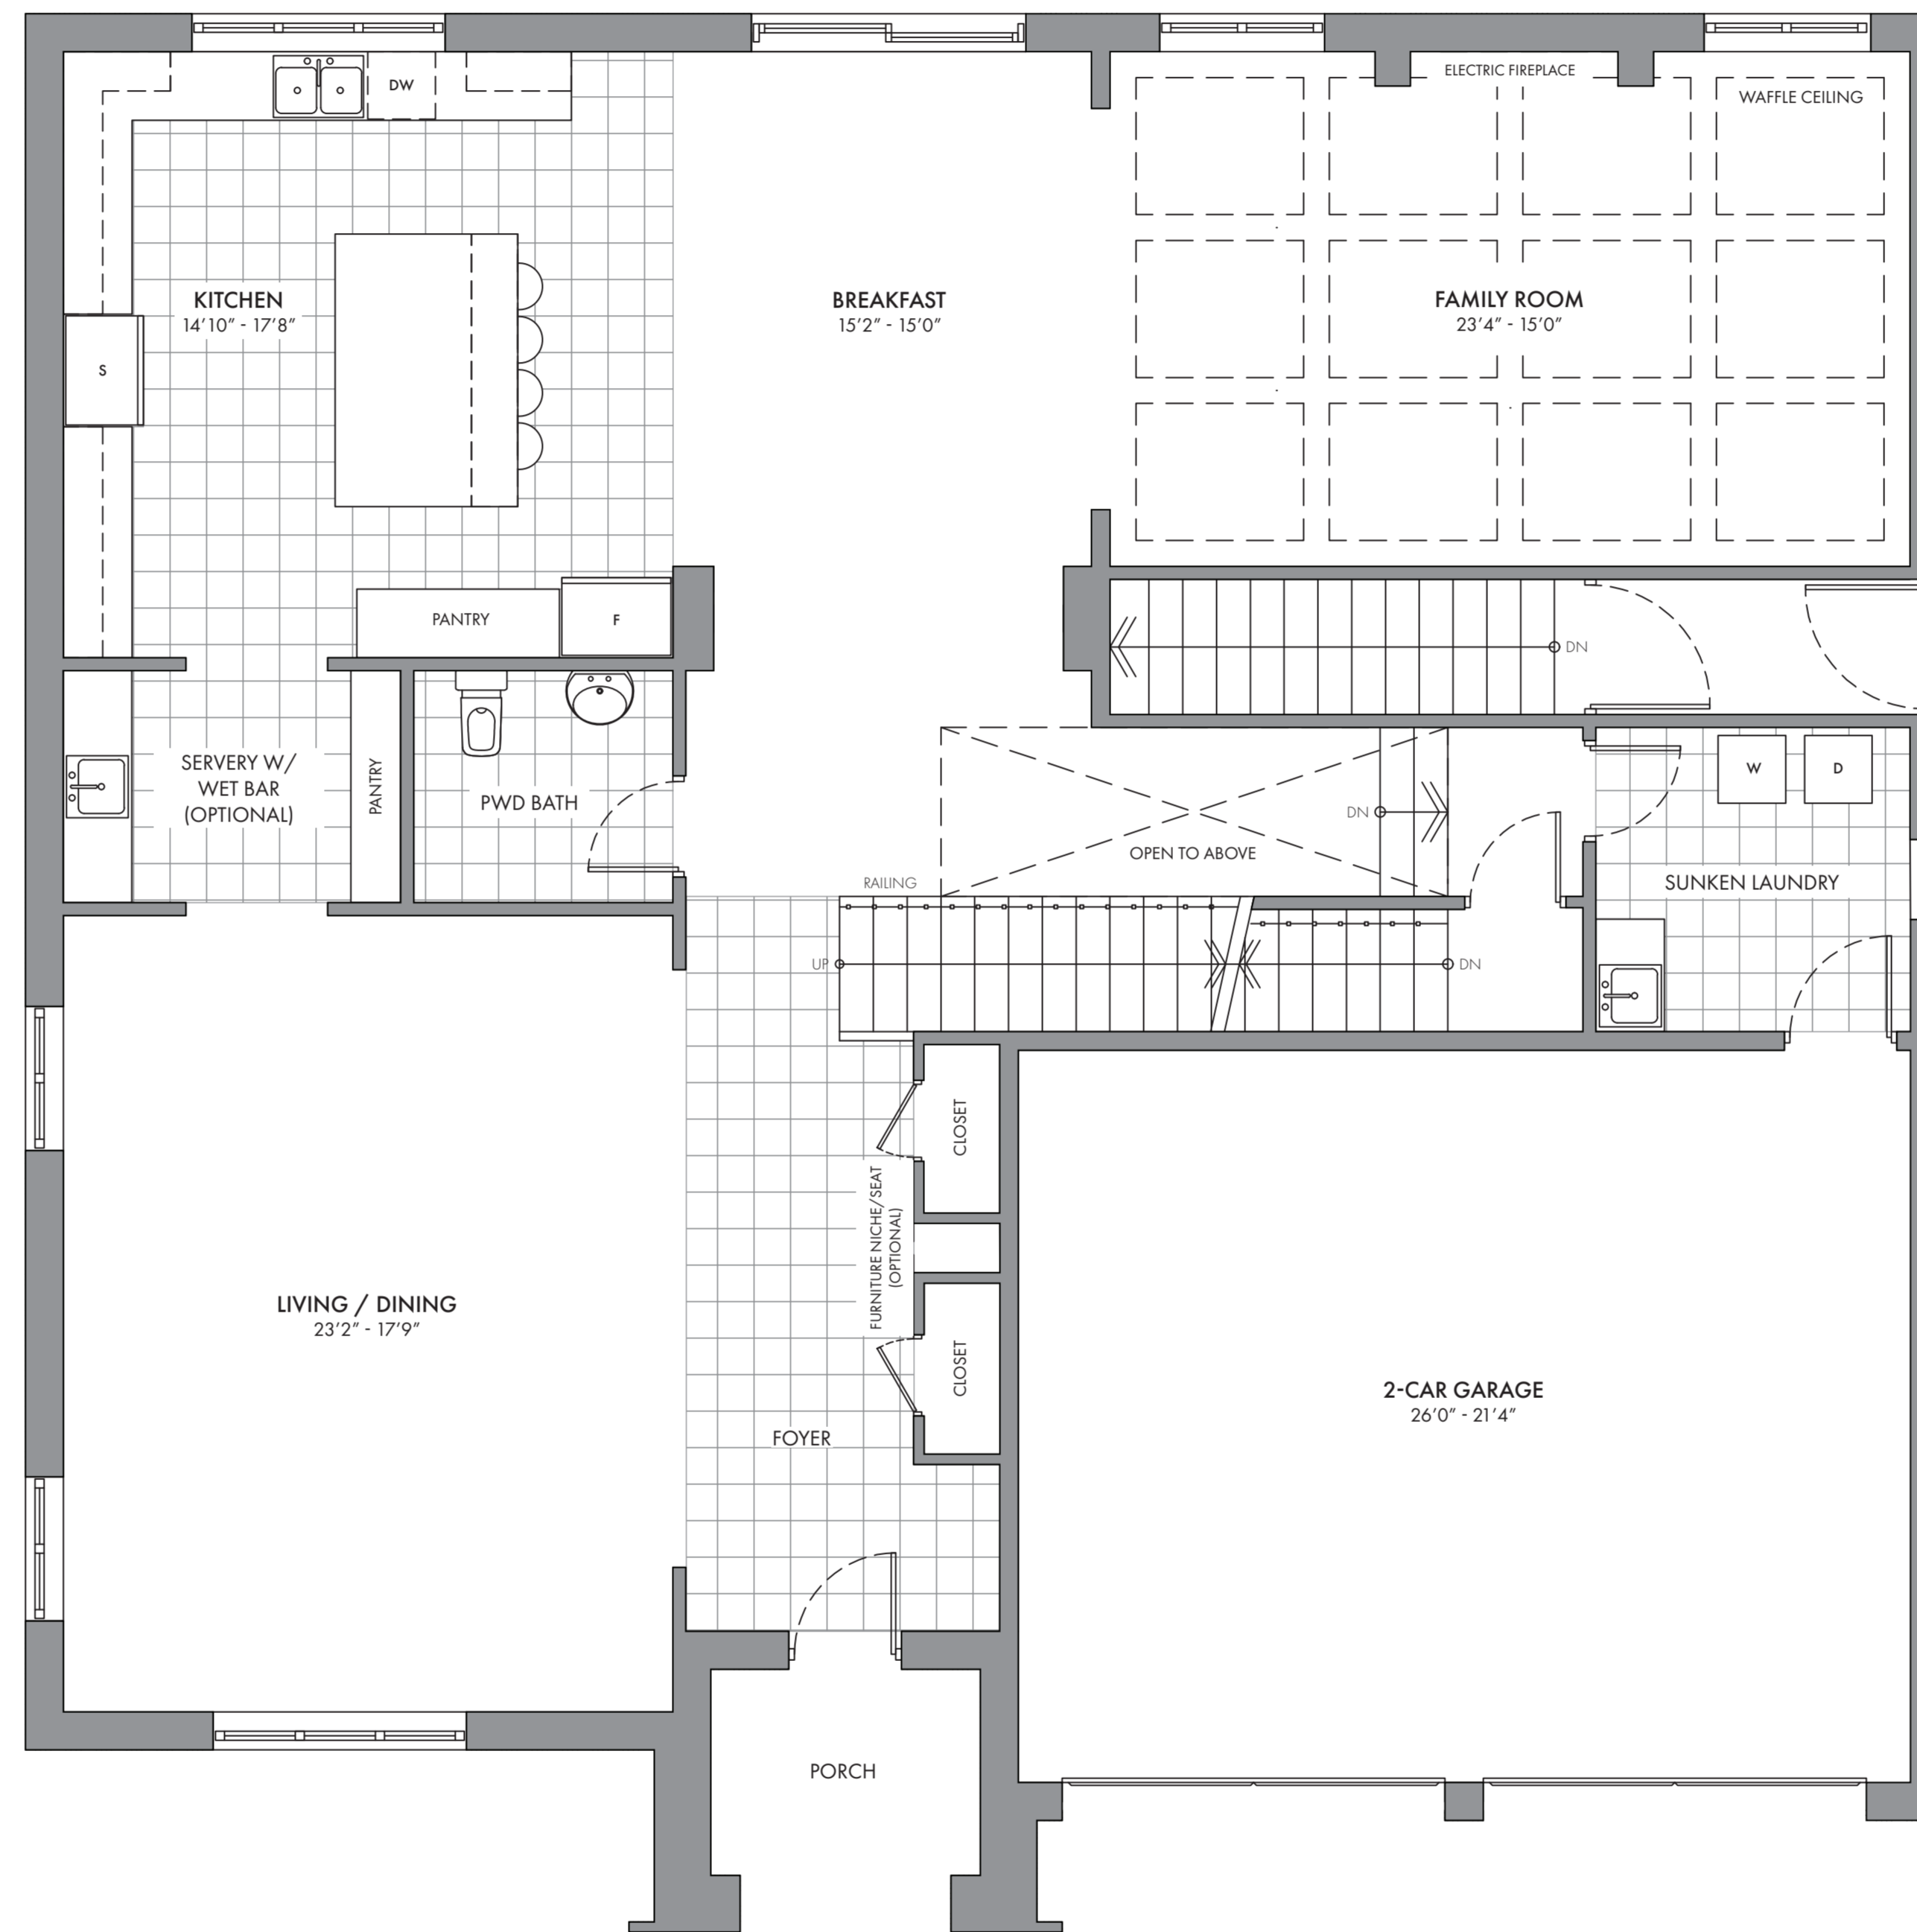 ELECTRIC FIREPLACE
WAFFLE CEILING
DW
KITCHEN
14’10” - 17’8”
BREAKFAST
15’2” - 15’0”
FAMILY ROOM
23’4” - 15’0”
S
PANTRY
F
DN
SERVERY W/
WET BAR
(OPTIONAL)
PANTRY
PWD BATH
DN
OPEN TO ABOVE
W
D
SUNKEN LAUNDRY
RAILING
UP
DN
CLOSET
FURNITURE NICHE/SEAT
(OPTIONAL)
CLOSET
LIVING / DINING
23’2” - 17’9”
FOYER
2-CAR GARAGE
26’0” - 21’4”
PORCH